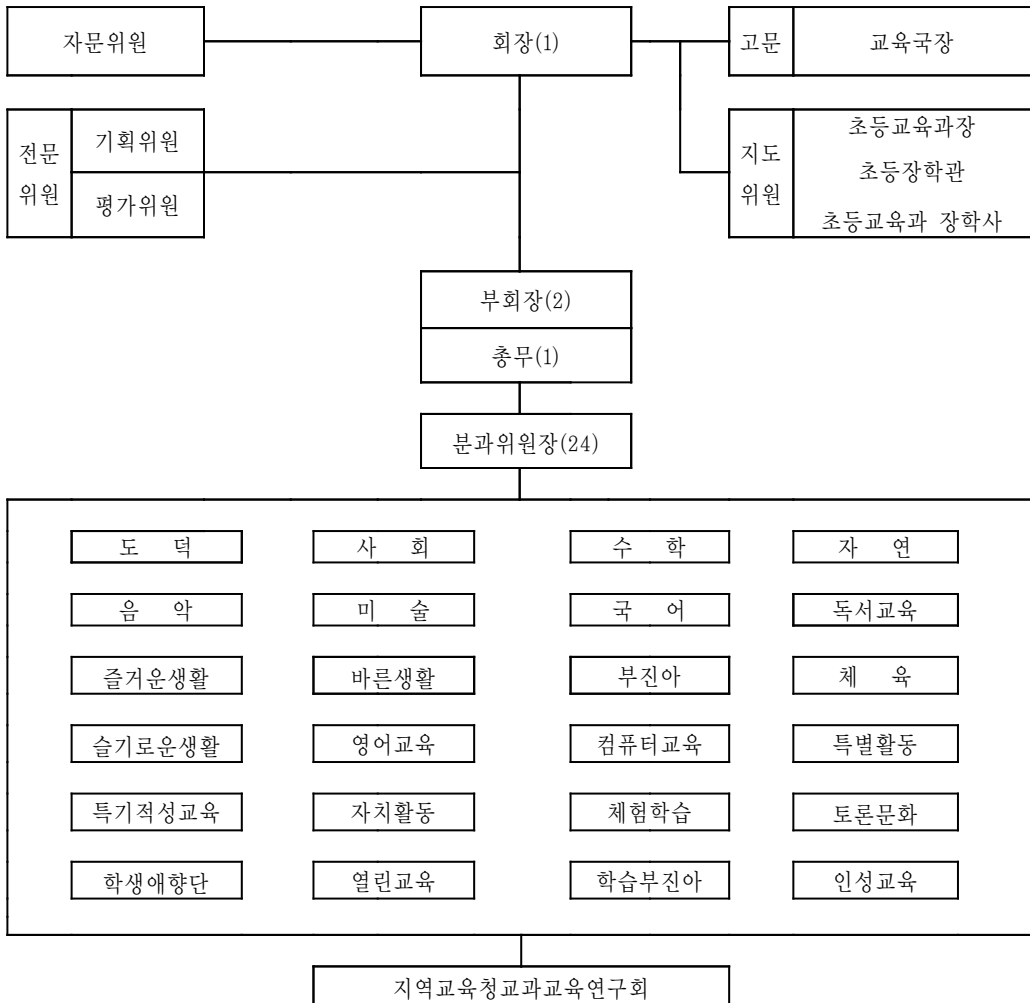 자문위원
회장(1)
고문
교육국장
전문
위원
기획위원
평가위원
지도
위원
초등교육과장
초등장학관
초등교육과 장학사
부회장(2)
총무(1)
분과위원장(24)
도 덕
사 회
수 학
자 연
음 악
미 술
국 어
독서교육
즐거운생활
바른생활
부진아
체 육
슬기로운생활
영어교육
컴퓨터교육
특별활동
특기적성교육
자치활동
체험학습
토론문화
학생애향단
열린교육
학습부진아
인성교육
지역교육청교과교육연구회